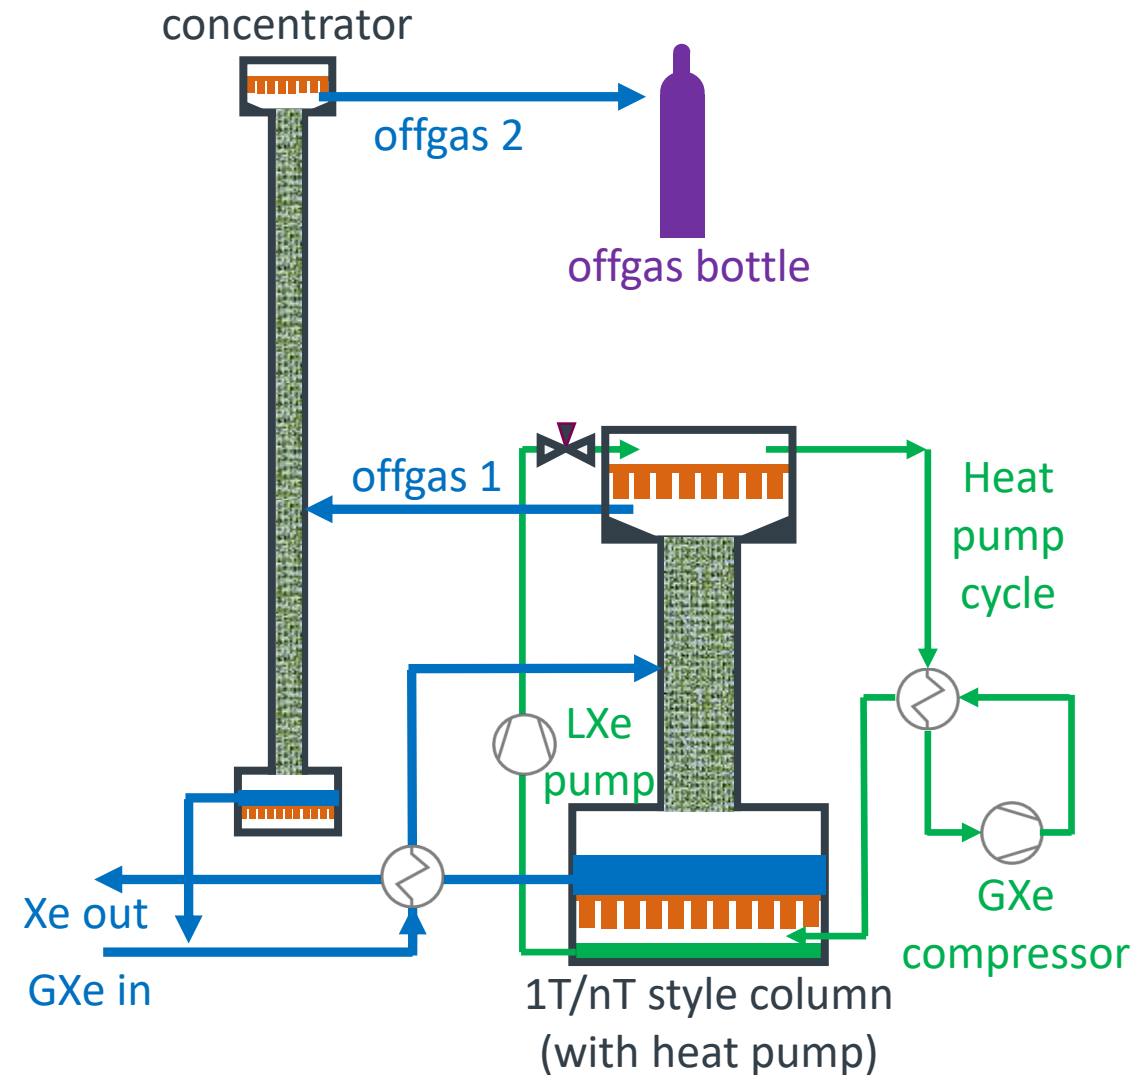 concentrator
offgas 2
offgas bottle
offgas 1
Heat
pump
cycle
LXe
pump
GXe
compressor
Xe out
GXe in
1T/nT style column
(with heat pump)